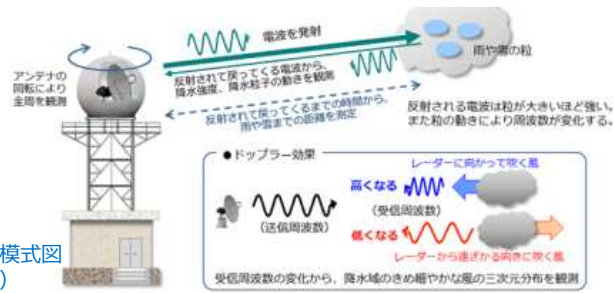 電波を発射
雨や雪の粒
アンテナの
回転により
全周を観測
反射されて戻ってくる電波から、
降水強度、降水粒子の動きを観測
反射されて戻ってくるまでの時間から、
雨や雪までの距離を測定
反射される電波は粒が大きいほど強い。
また粒の動きにより周波数が変化する。
●ドップラー効果
レーダーに向かって吹く風
高くなる
(送信周波数)
(受信周波数)
低くなる
レーダーから遠ざかる向きに吹く風
受信周波数の変化から、降水域のきめ細やかな風の三次元分布を観測
模式図
)